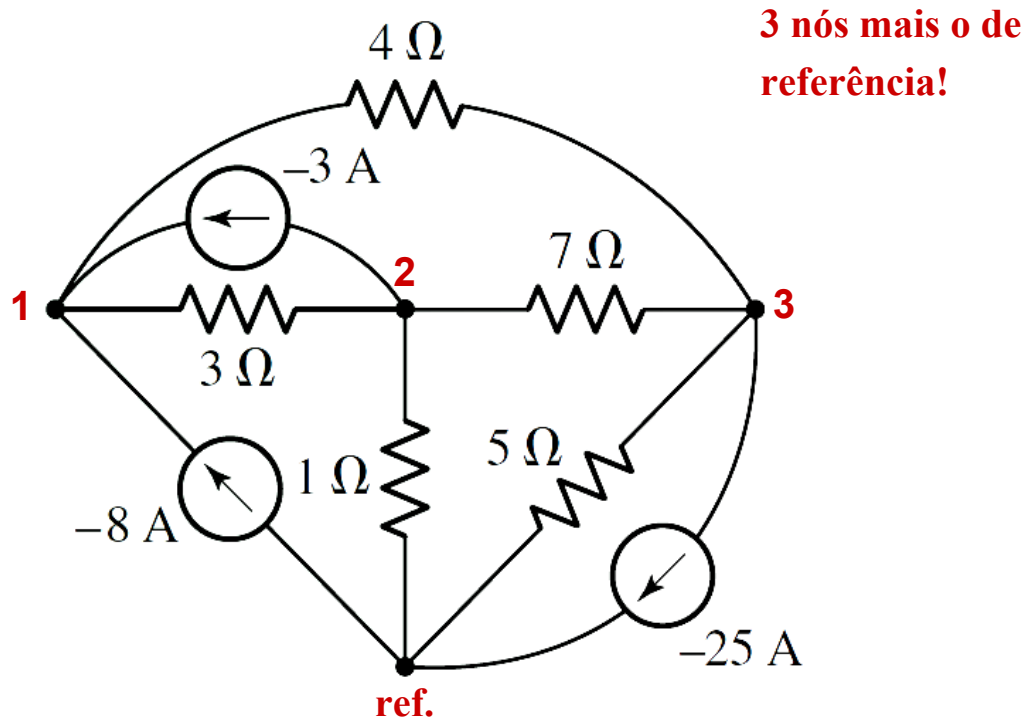 3 nós mais o de
referência!
4 Ω
–3 A
7 Ω
1
2
3
3 Ω
5 Ω
1 Ω
–8 A
–25 A
ref.